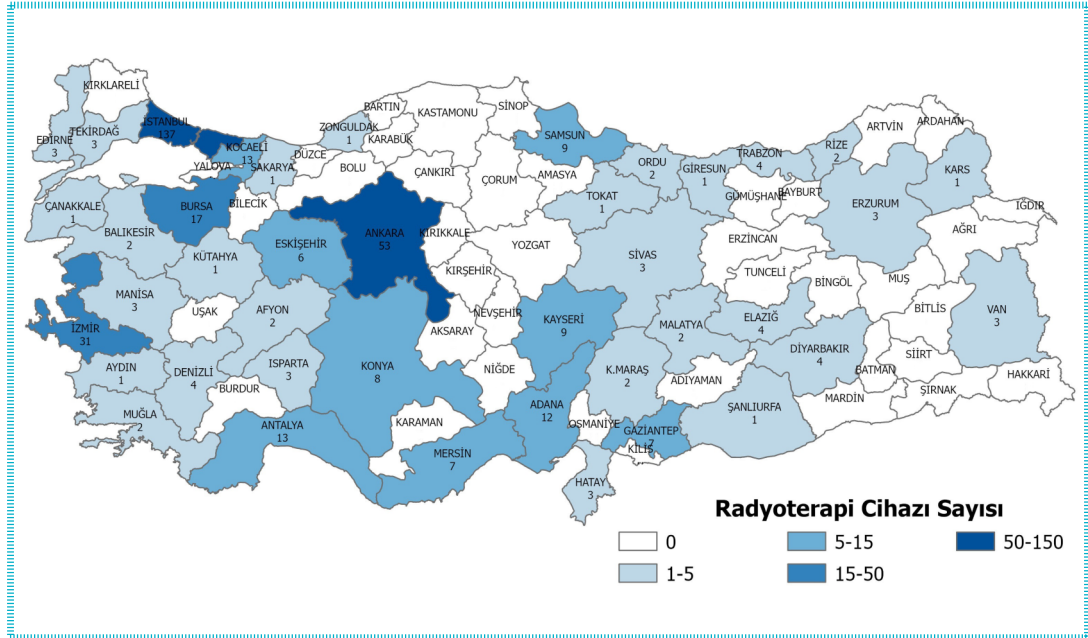 KIRKLARELİ
EDİRNE
3
TEKİRDAĞ
3
İSTANBUL
137
KOCAELİ
13
YALOVA
SAKARYA
1
DÜZCE
ZONGULDAK
1
BARTIN
KARABÜK
KASTAMONU
SİNOP
SAMSUN
9
ORDU
2
GİRESUN
1
TRABZON
4
RİZE
2
ARTVİN
ARDAHAN
KARS
1
IĞDIR
AĞRI
ERZURUM
3
BAYBURT
GÜMÜŞHANE
ERZİNCAN
TUNCELİ
BİNGÖL
MUŞ
BİTLİS
VAN
3
HAKKARİ
ŞIRNAK
SİİRT
BATMAN
MARDİN
DİYARBAKIR
4
ELAZIĞ
4
MALATYA
2
ADIYAMAN
ŞANLIURFA
1
GAZİANTEP
7
KİLİS
HATAY
3
OSMANİYE
K.MARAŞ
2
ADANA
12
MERSİN
7
KARAMAN
KONYA
8
NİĞDE
AKSARAY
NEVŞEHİR
KAYSERİ
9
SİVAS
3
TOKAT
1
AMASYA
ÇORUM
YOZGAT
KIRŞEHİR
KIRIKKALE
ÇANKIRI
ANKARA
53
BOLU
BİLECİK
ESKİŞEHİR
6
BURSA
17
ÇANAKKALE
1
BALIKESİR
2
KÜTAHYA
1
MANİSA
3
UŞAK
AFYON
2
İZMİR
31
AYDIN
1
DENİZLİ
4
ISPARTA
3
BURDUR
MUĞLA
2
ANTALYA
13
Radyoterapi Cihazı Sayısı
0
1-5
5-15
15-50
50-150